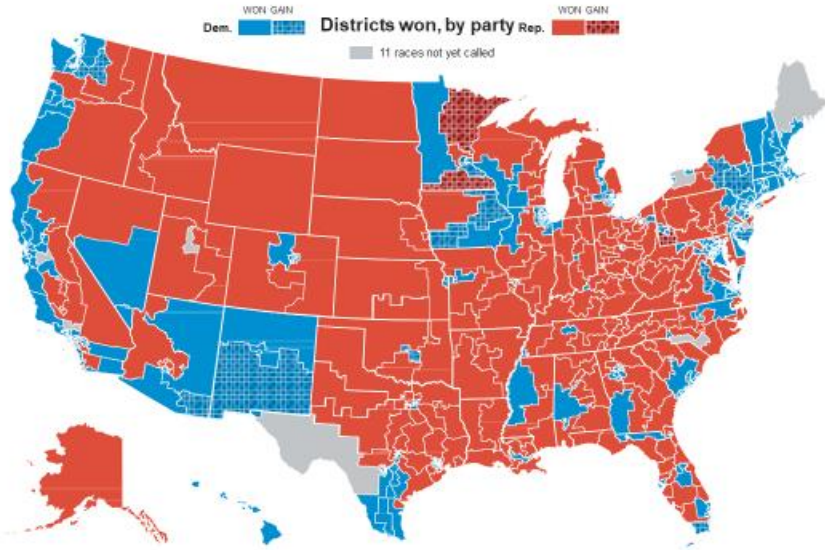 WON GAIN
WON GAIN
Dem.
Districts won, by party
Rep.
11 races not yet called